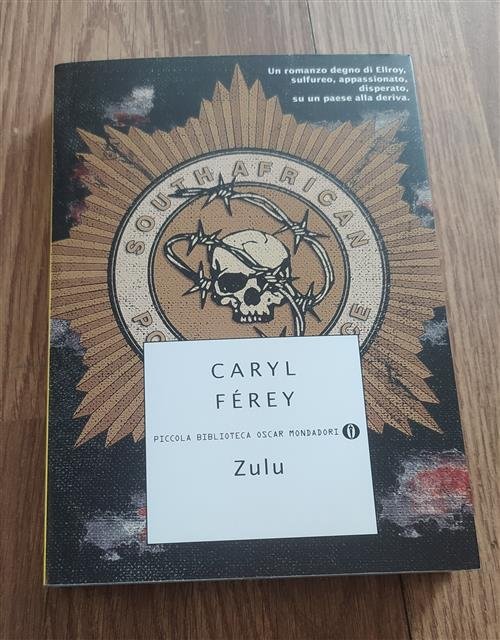 Un romanzo degno di Ellroy,
sulfureo, appassionato,
disperato,
su un paese alla deriva.
SOUTH AFRICAN
CARYL
FÉREY
PICCOLA BIBLIOTECA OSCAR MONDADORI
Zulu